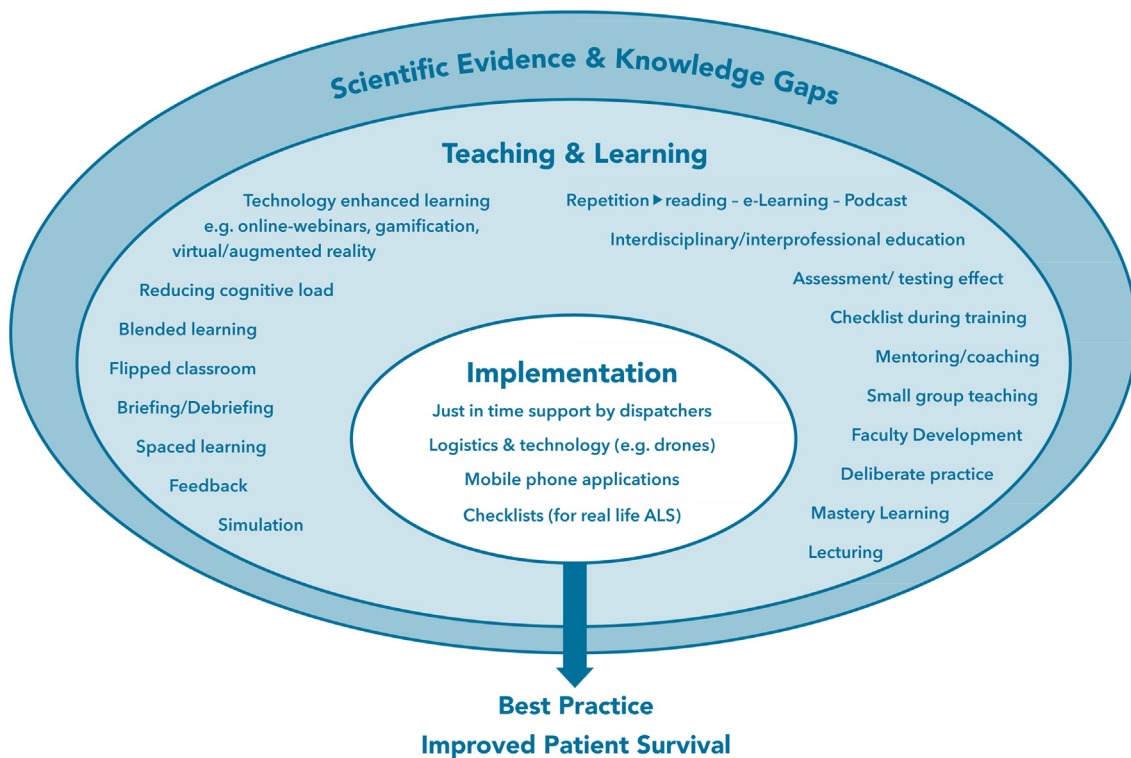 Scientific Evidence & Knowledge Gaps
Teaching & Learning
Technology enhanced learning
e.g. online-webinars, gamification,
virtual/augmented reality
Reducing cognitive load
Blended learning
Flipped classroom
Briefing/Debriefing
Spaced learning
Feedback
Simulation
Repetition▶reading – e-Learning – Podcast
Interdisciplinary/interprofessional education
Assessment/ testing effect
Checklist during training
Mentoring/coaching
Small group teaching
Faculty Development
Deliberate practice
Mastery Learning
Lecturing
Implementation
Just in time support by dispatchers
Logistics & technology (e.g. drones)
Mobile phone applications
Checklists (for real life ALS)
Best Practice
Improved Patient Survival